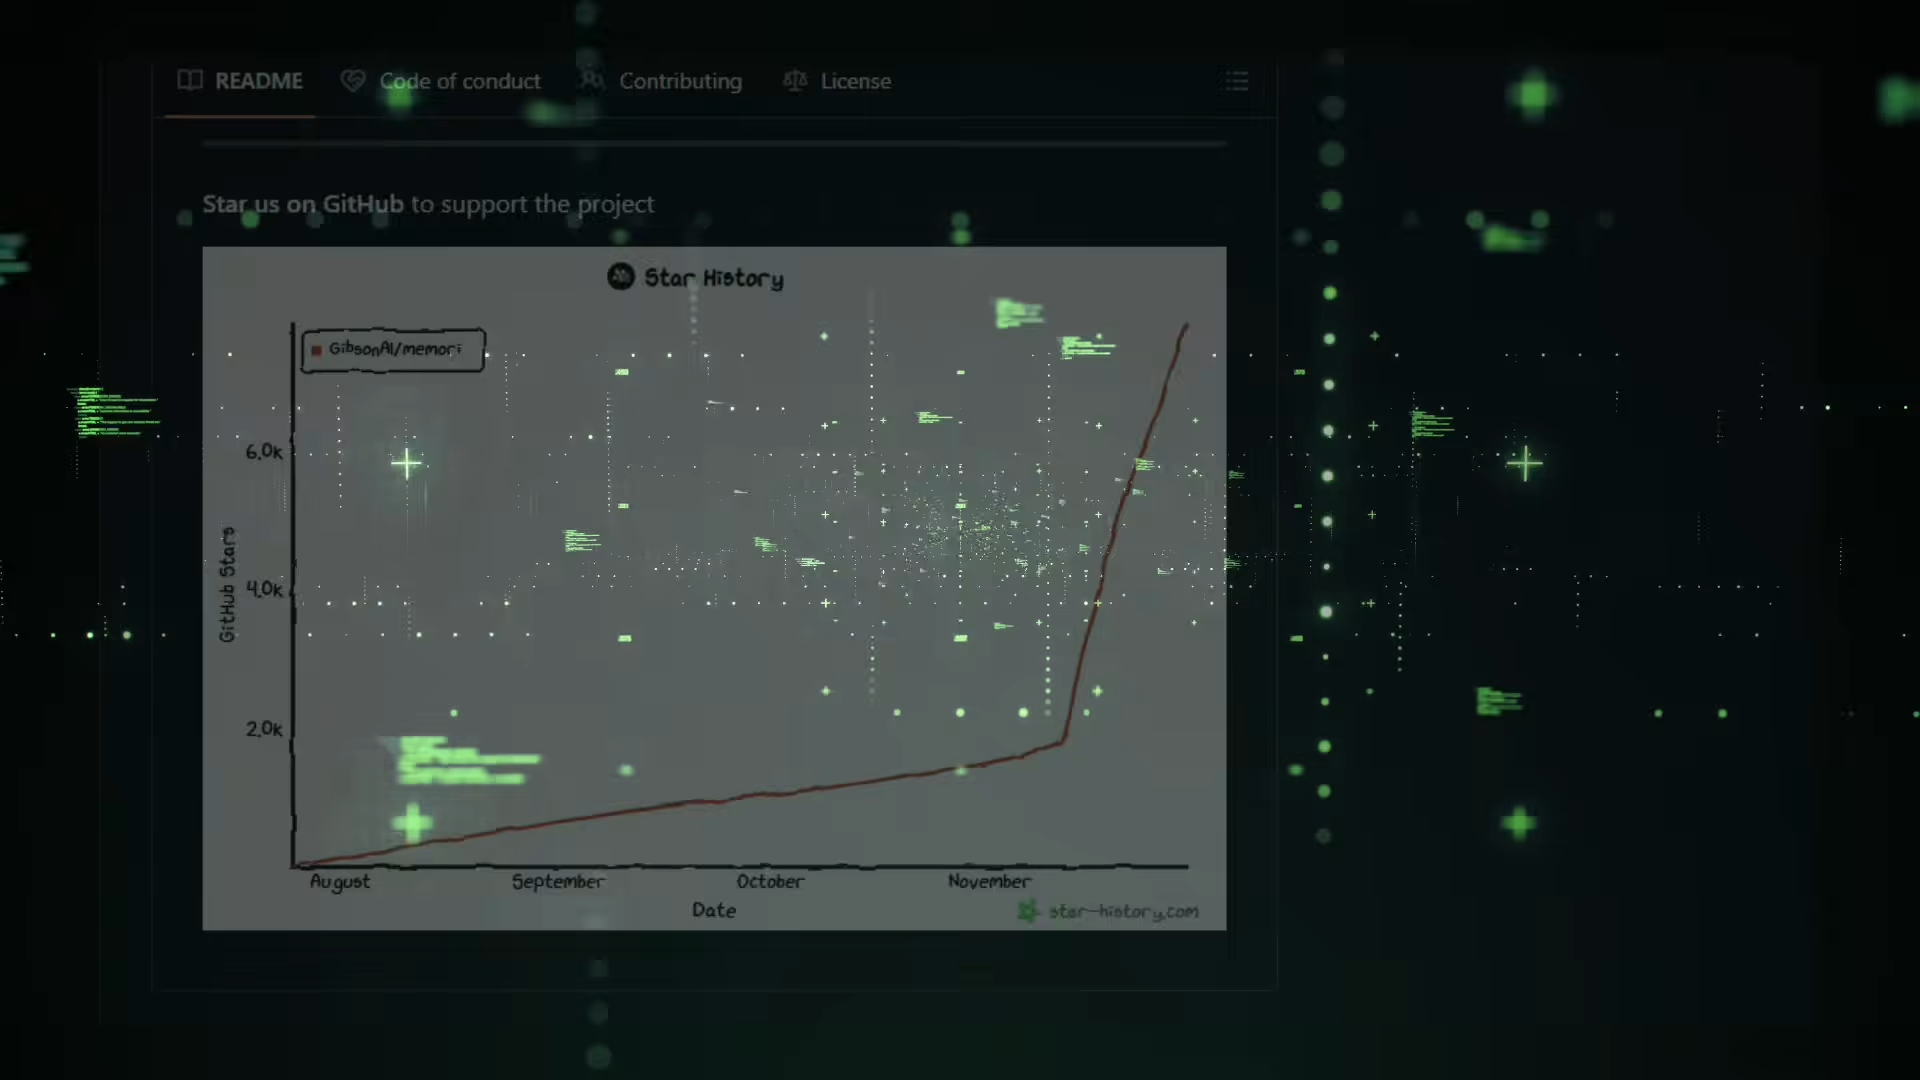 README
Code of conduct
Contributing
License
Star us on GitHub to support the project
Star History
GibsonAI/memori
6.0k
4.0k
2.0k
GitHub Stars
August
September
October
November
Date
star-history.com